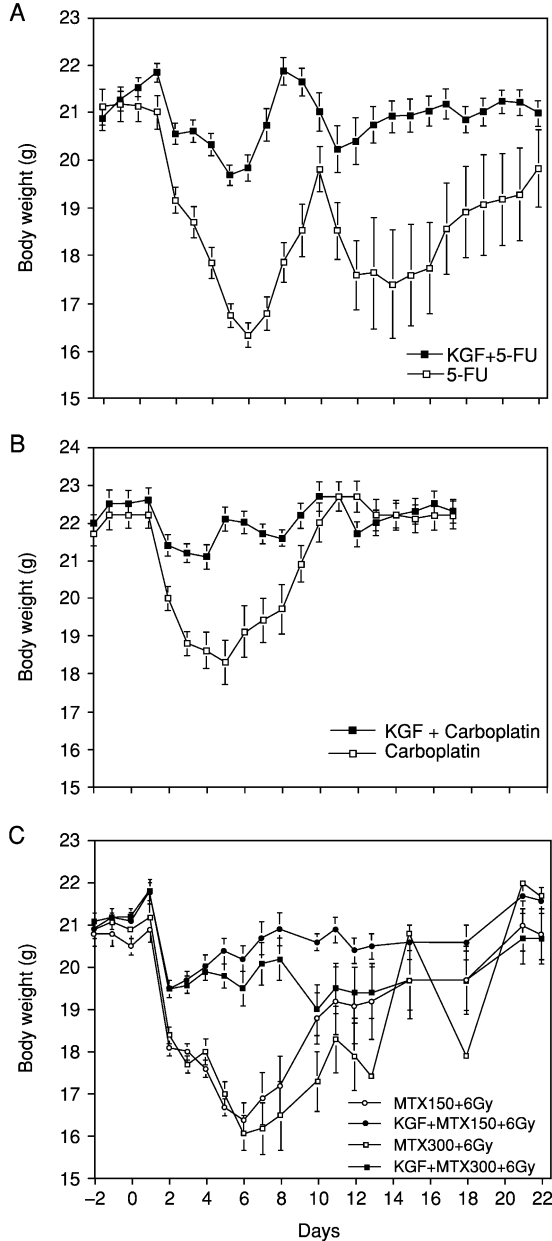 A
23
22
21
20
19
18
17
16
15
Body weight (g)
KGF+5-FU
5-FU
B
24
23
22
21
20
19
18
17
16
15
Body weight (g)
KGF + Carboplatin
Carboplatin
C
23
22
21
20
19
18
17
16
15
Body weight (g)
MTX150+6Gy
KGF+MTX150+6Gy
MTX300+6Gy
KGF+MTX300+6Gy
–2 0 2 4 6 8 10 12 14 16 18 20 22
Days